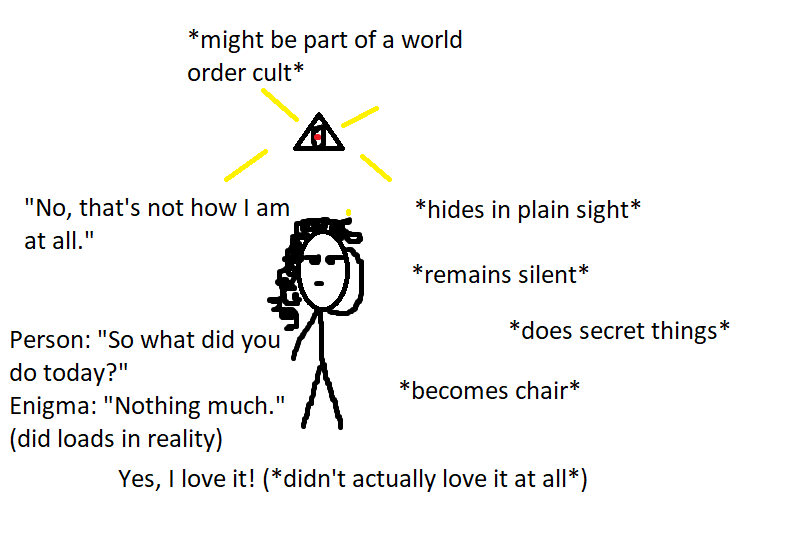 *might be part of a world
order cult*
"No, that's not how I am
at all."
*hides in plain sight*
*remains silent*
*does secret things*
Person: "So what did you
do today?"
Enigma: "Nothing much."
(did loads in reality)
*becomes chair*
Yes, I love it! (*didn't actually love it at all*)